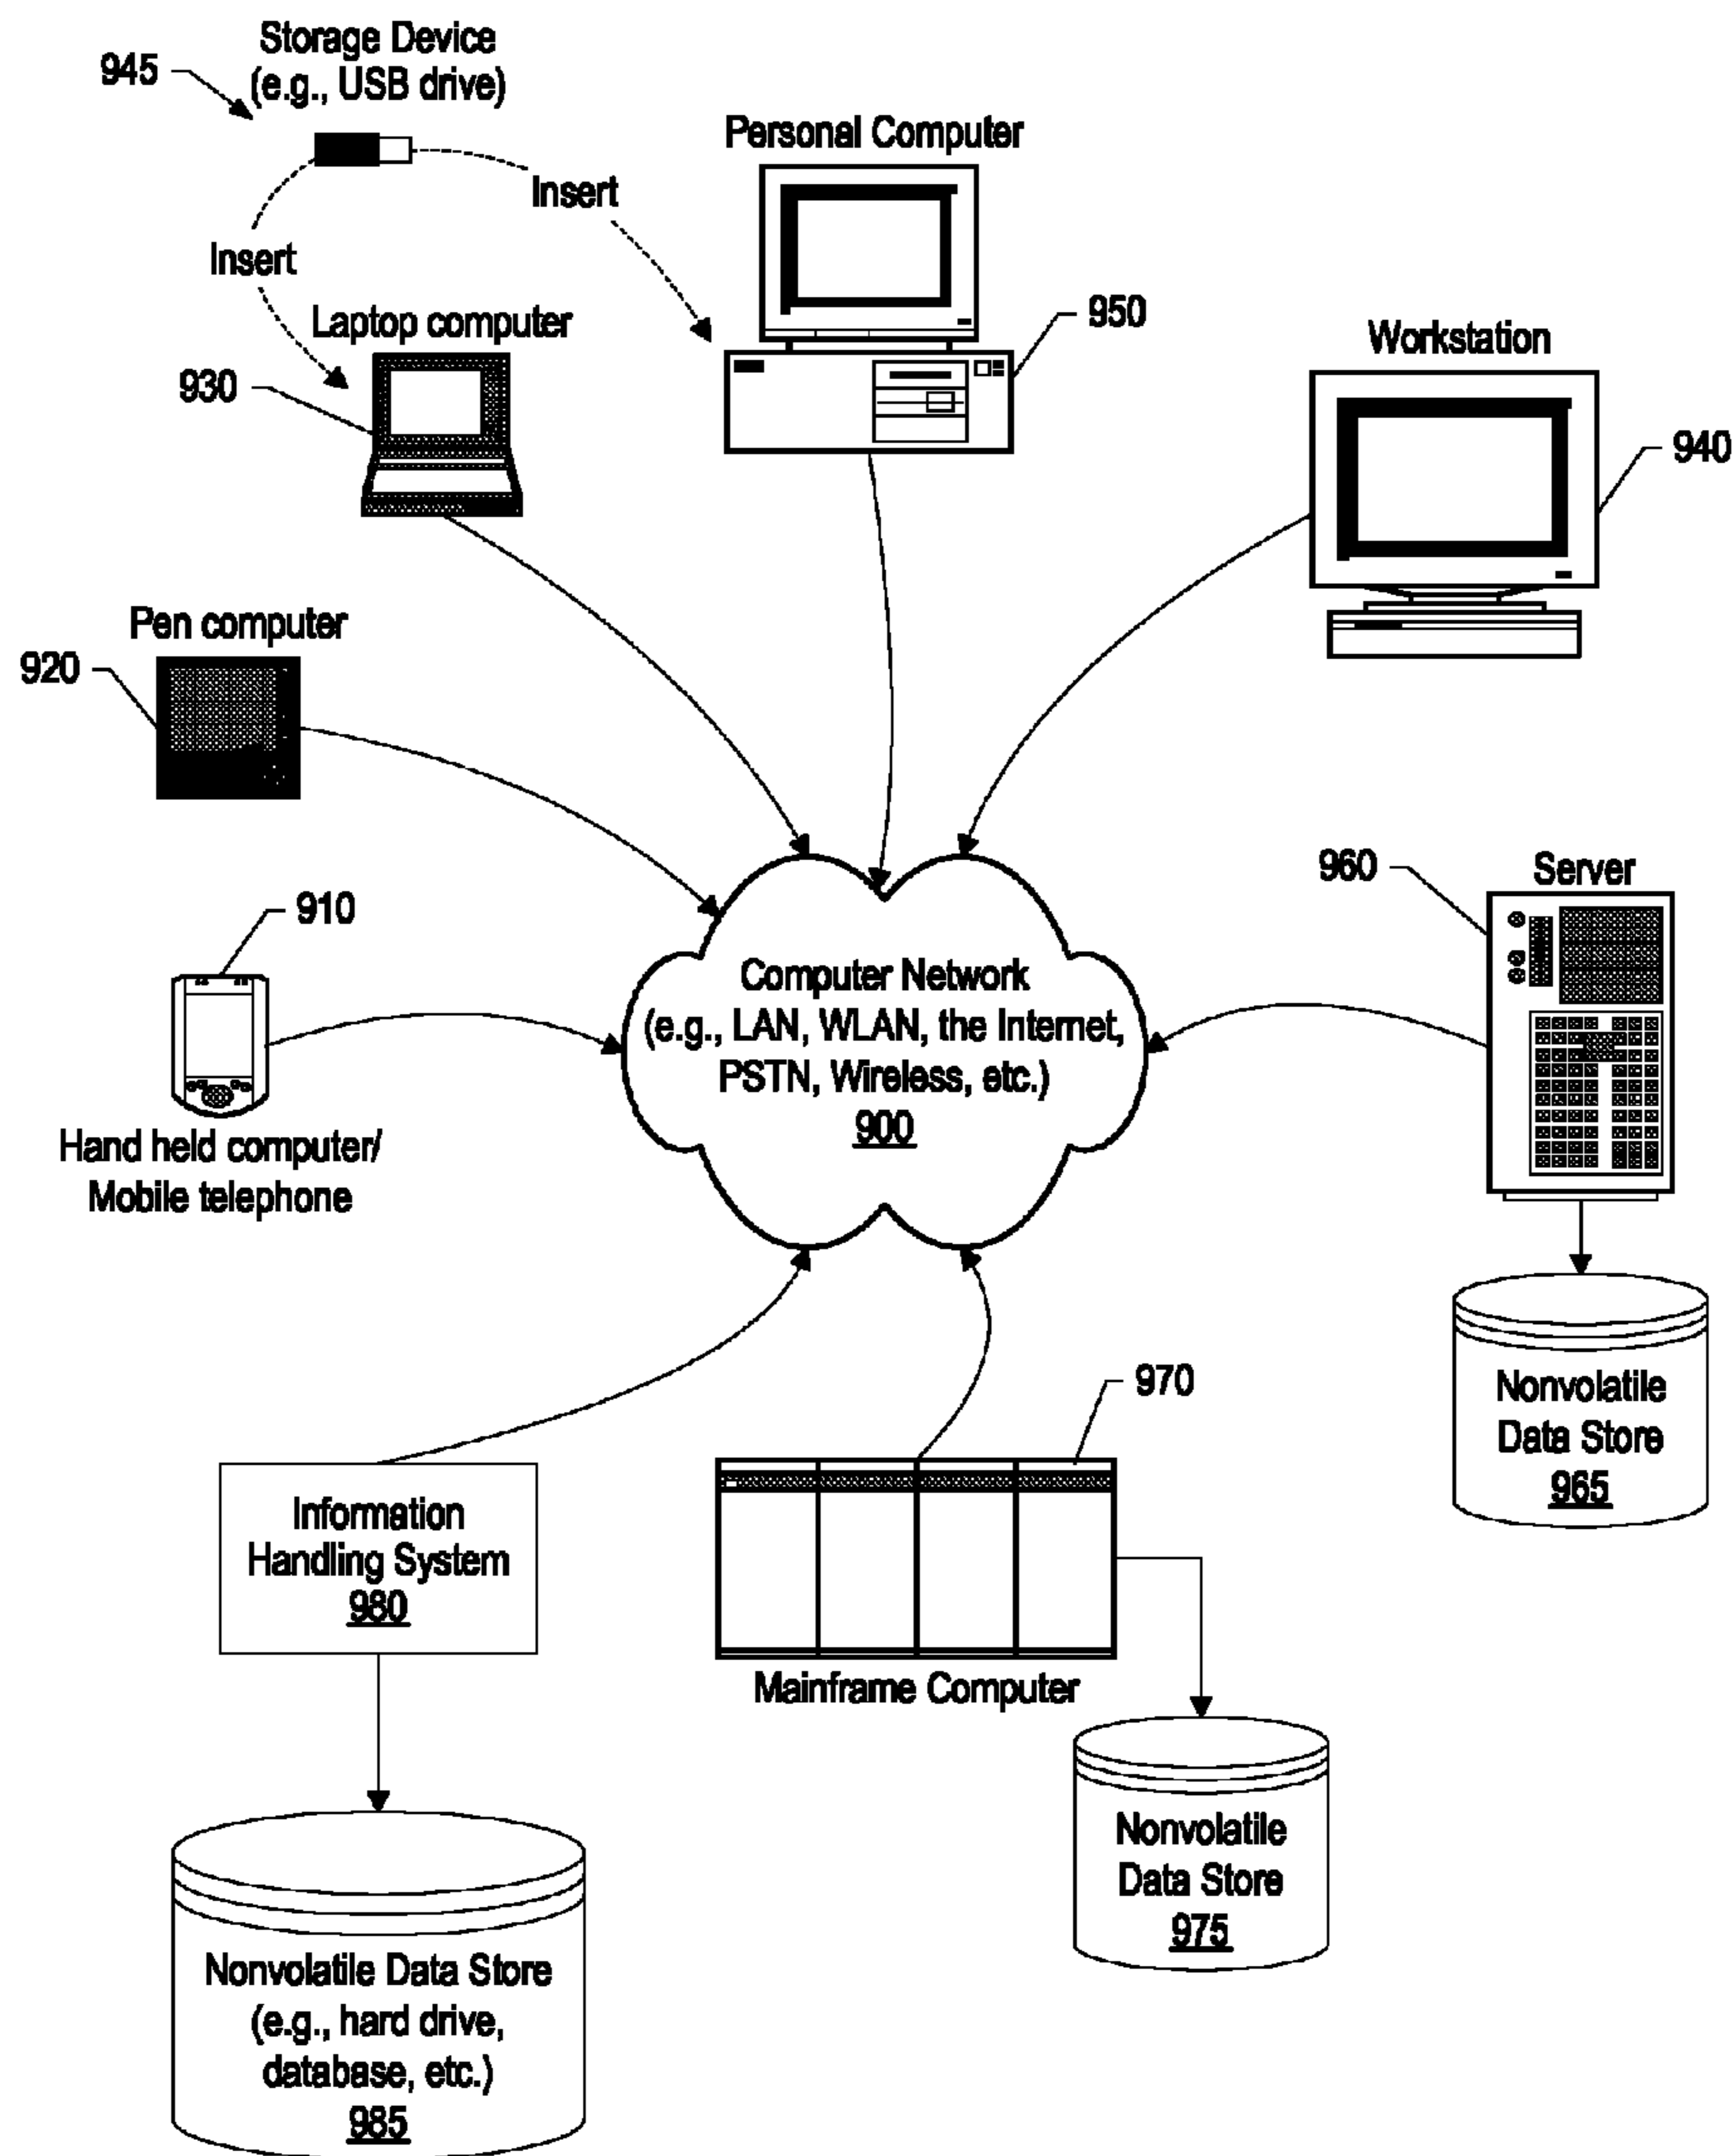 Storage Device
(e.g., USB drive)
945
Insert
Insert
Personal Computer
950
Laptop computer
930
Workstation
940
Pen computer
920
910
Hand held computer/
Mobile telephone
Computer Network
(e.g., LAN, WLAN, the Internet,
PSTN, Wireless, etc.)
900
960
Server
Nonvolatile
Data Store
965
Information
Handling System
980
970
Mainframe Computer
Nonvolatile
Data Store
975
Nonvolatile Data Store
(e.g., hard drive,
database, etc.)
985